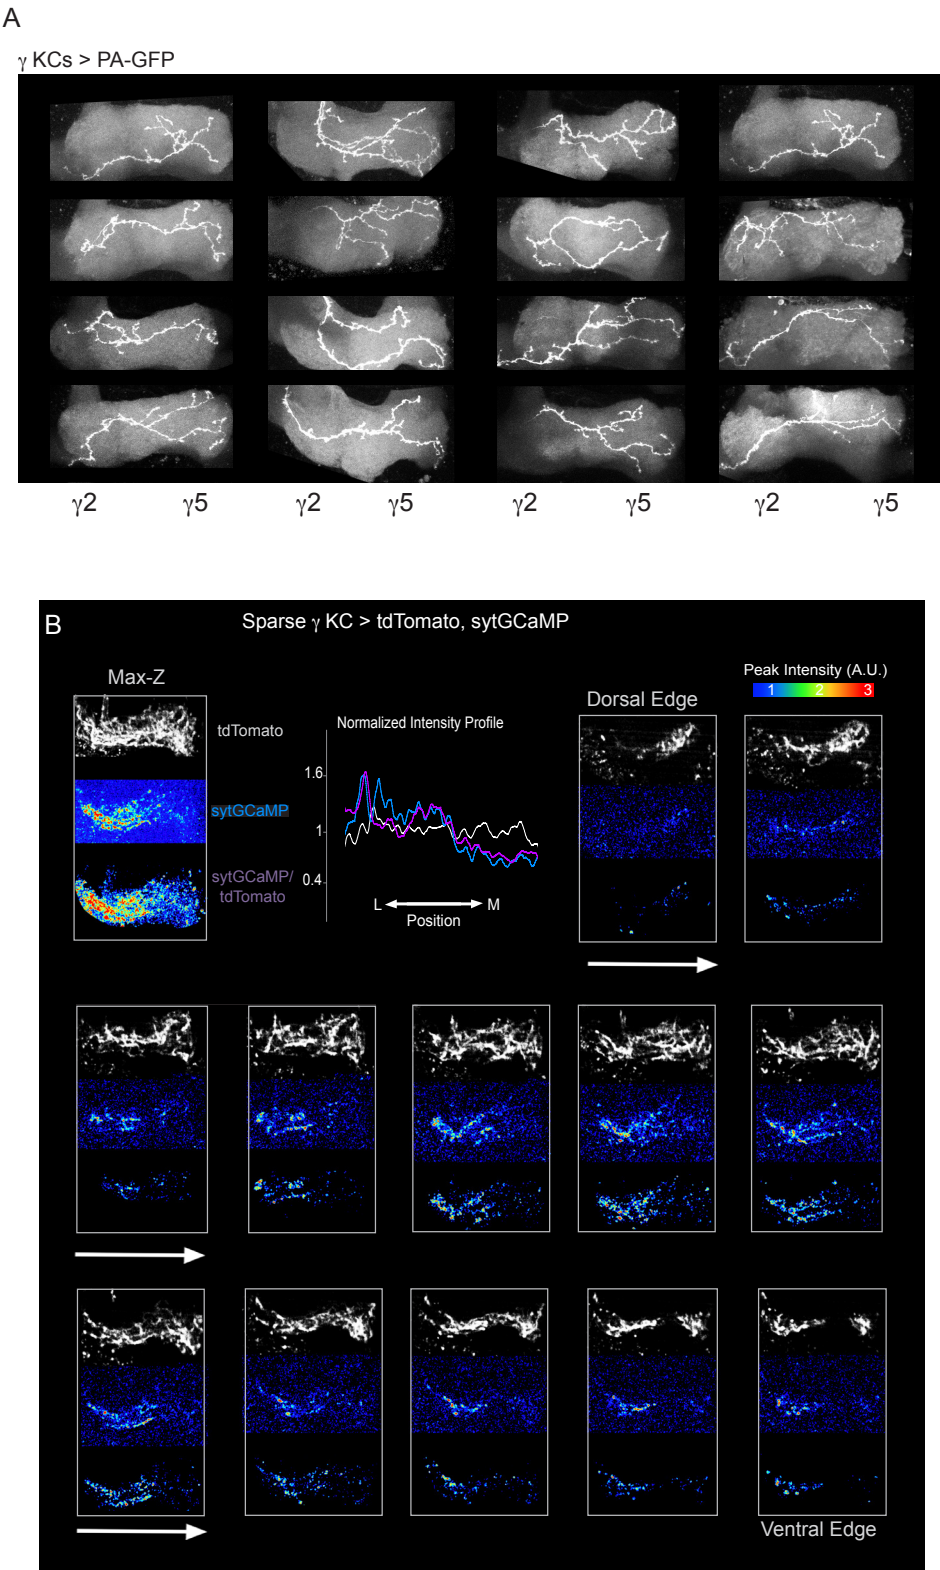 A
γ KCs > PA-GFP
γ2 γ5 γ2 γ5 γ2 γ5 γ2 γ5
B
Sparse γ KC > tdTomato, sytGCaMP
Max-Z
tdTomato
sytGCaMP
sytGCaMP/
tdTomato
Normalized Intensity Profile
1.6
1
0.4
L M
Position
Peak Intensity (A.U.)
1 2 3
Dorsal Edge
Ventral Edge